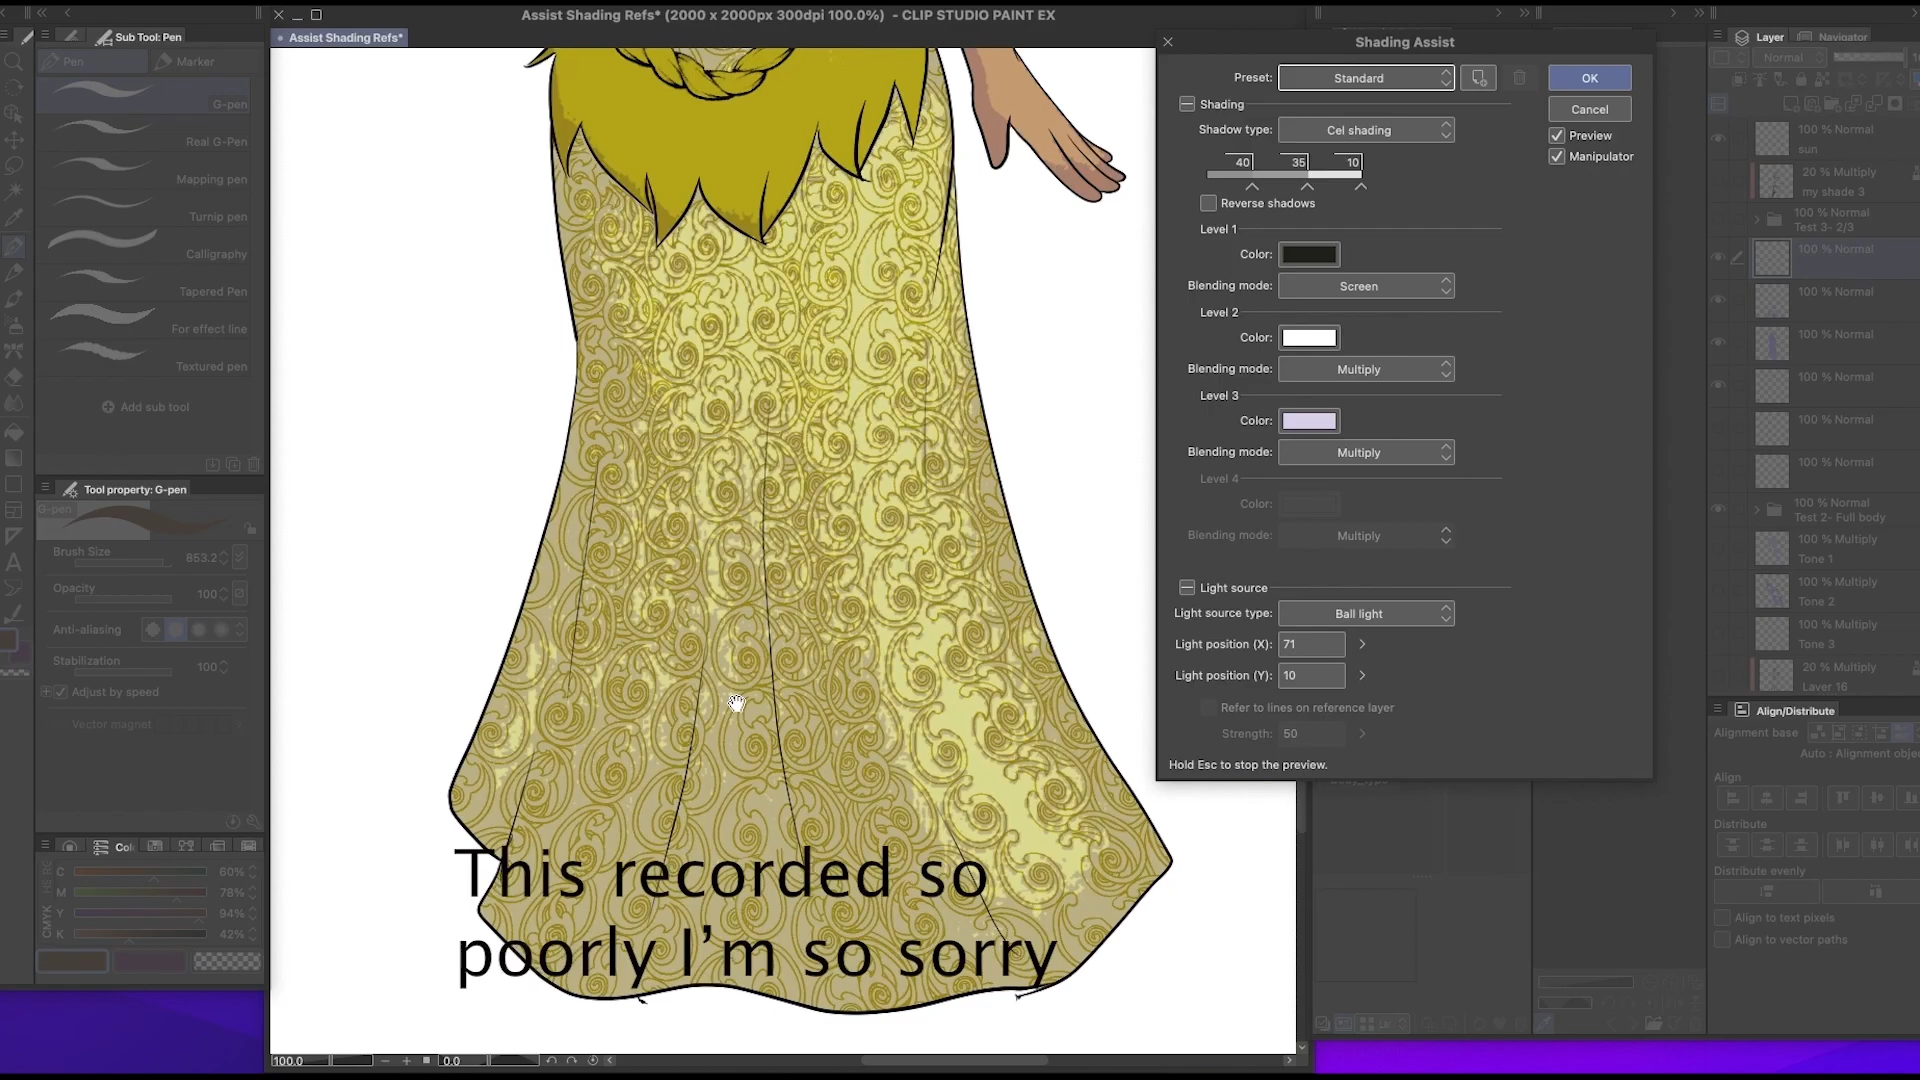 Assist Shading Refs* (2000 x 2000px 300dpi 100.0%) - CLIP STUDIO PAINT EX
Assist Shading Refs*
Sub Tool: Pen
Pen
Marker
G-pen
Real G-Pen
Mapping pen
Turnip pen
Calligraphy
Tapered Pen
For effect line
Textured pen
Add sub tool
Tool property: G-pen
G-pen
Brush Size 853.2
Opacity 100
Anti-aliasing
Stabilization 100
Adjust by speed
Vector magnet
Col
C 60%
M 78%
Y 94%
K 42%
CMYK
This recorded so
poorly I'm so sorry
100.0
0.0
Shading Assist
Preset: Standard
OK
Cancel
Preview
Manipulator
Shading
Shadow type: Cel shading
40 35 10
Reverse shadows
Level 1
Color:
Blending mode: Screen
Level 2
Color:
Blending mode: Multiply
Level 3
Color:
Blending mode: Multiply
Level 4
Color:
Blending mode: Multiply
Light source
Light source type: Ball light
Light position (X): 71
Light position (Y): 10
Refer to lines on reference layer
Strength: 50
Hold Esc to stop the preview.
Layer
Navigator
Normal
100 % Normal
sun
20 % Multiply
my shade 3
100 % Normal
Test 3- 2/3
100 % Normal
100 % Normal
100 % Normal
100 % Normal
100 % Normal
100 % Normal
100 % Normal
Test 2- Full body
100 % Multiply
Tone 1
100 % Multiply
Tone 2
100 % Multiply
Tone 3
20 % Multiply
Layer 16
Align/Distribute
Alignment base
Auto : Alignment objec
Align
Distribute
Distribute evenly
Align to text pixels
Align to vector paths